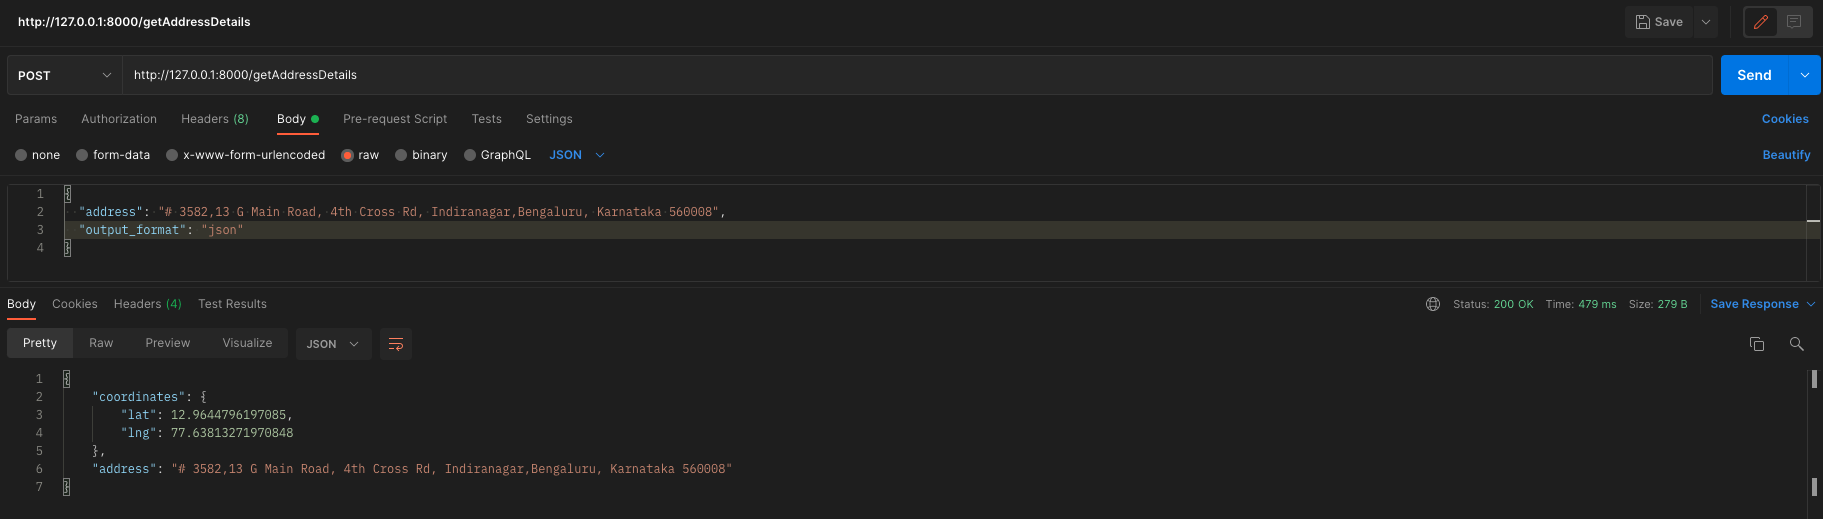 http://127.0.0.1:8000/getAddressDetails
Save
POST
http://127.0.0.1:8000/getAddressDetails
Send
Params Authorization Headers (8) Body Pre-request Script Tests Settings Cookies
none form-data x-www-form-urlencoded raw binary GraphQL JSON Beautify
1 {
2 "address": "# 3582,13 G Main Road, 4th Cross Rd, Indiranagar,Bengaluru, Karnataka 560008",
3 "output_format": "json"
4 }
Body Cookies Headers (4) Test Results Status: 200 OK Time: 479 ms Size: 279 B Save Response
Pretty Raw Preview Visualize JSON
1 {
2 "coordinates": {
3 "lat": 12.9644796197085,
4 "lng": 77.63813271970848
5 },
6 "address": "# 3582,13 G Main Road, 4th Cross Rd, Indiranagar,Bengaluru, Karnataka 560008"
7 }